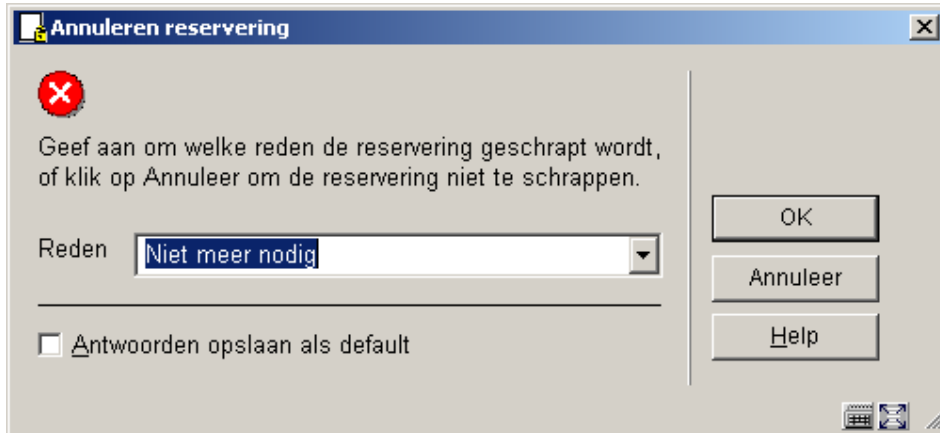 Annuleren reservering
Geef aan om welke reden de reservering geschrapt wordt,
of klik op Annuleer om de reservering niet te schrappen.
Reden
Niet meer nodig
Antwoorden opslaan als default
OK
Annuleer
Help